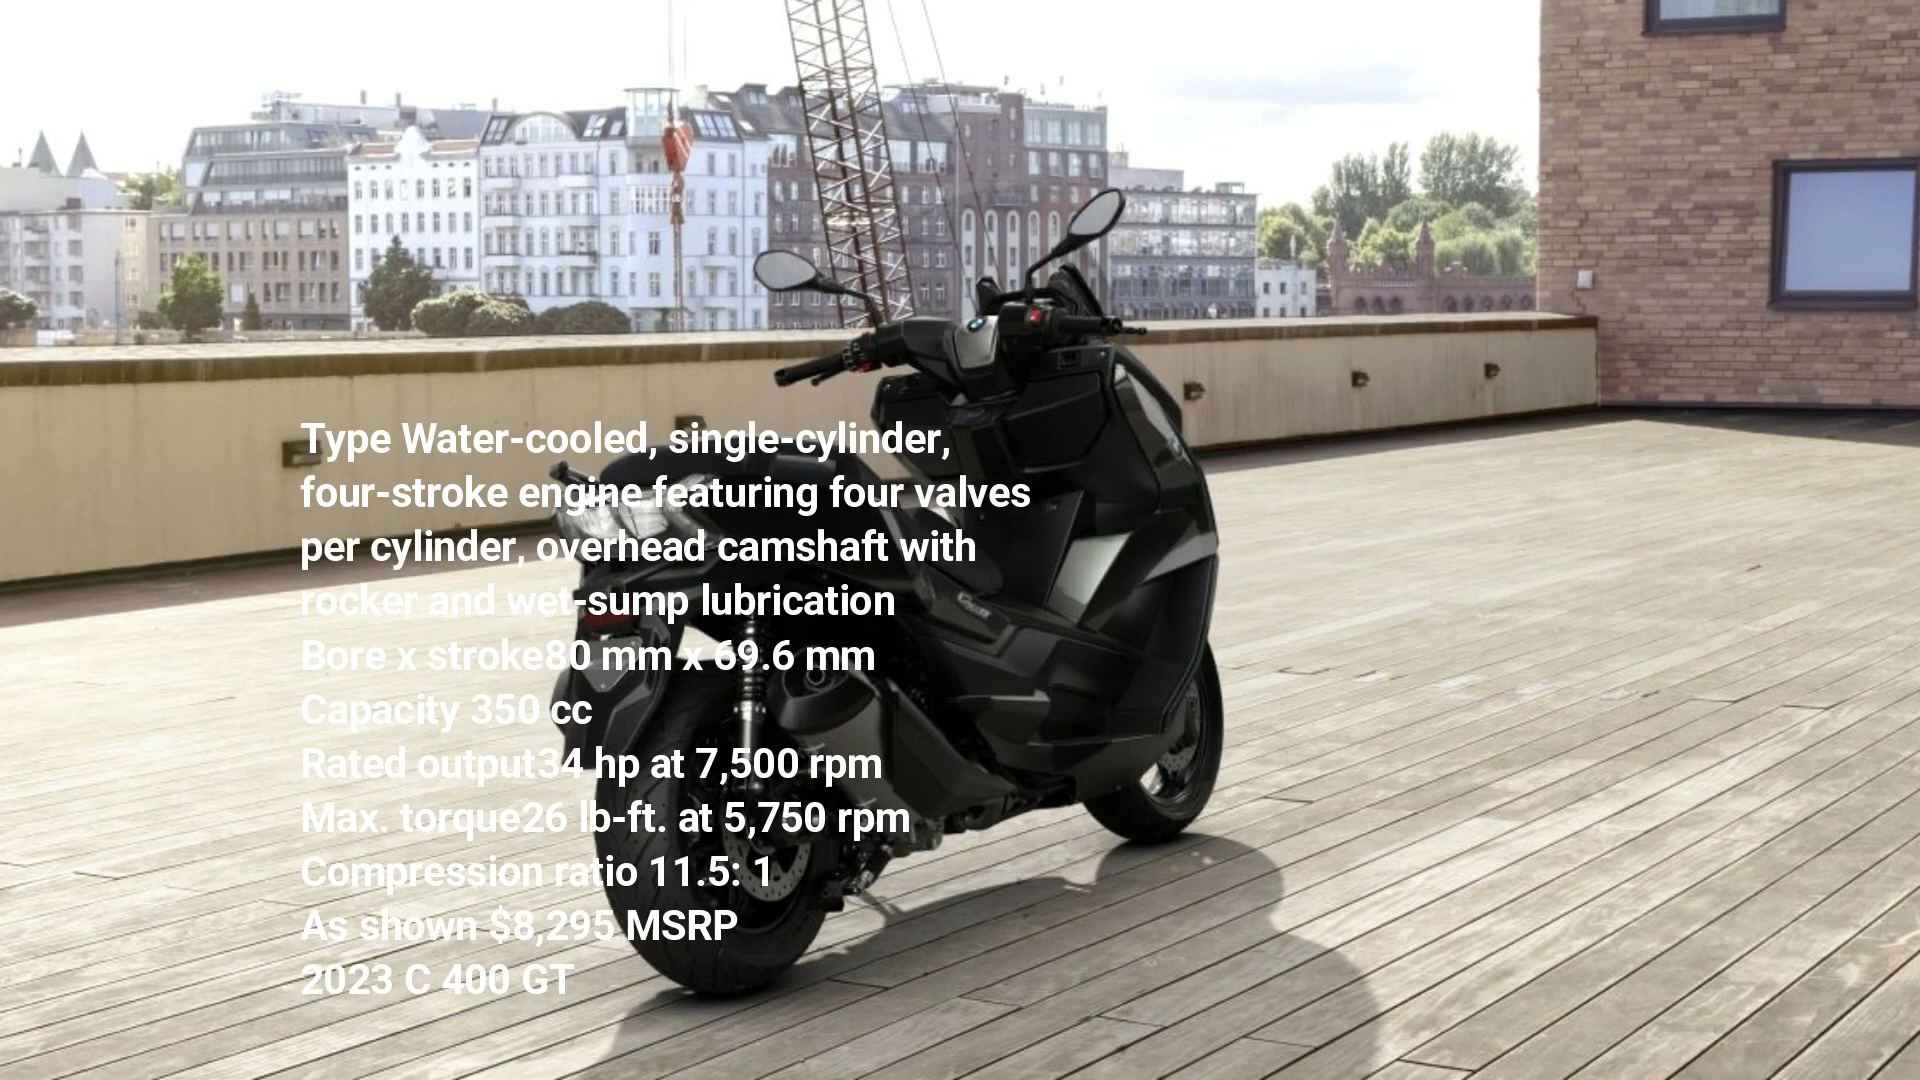 Type Water-cooled, single-cylinder,
four-stroke engine featuring four valves
per cylinder, overhead camshaft with
rocker and wet-sump lubrication
Bore x stroke80 mm x 69.6 mm
Capacity 350 cc
Rated output34 hp at 7,500 rpm
Max. torque26 lb-ft. at 5,750 rpm
Compression ratio 11.5: 1
As shown $8,295 MSRP
2023 C 400 GT